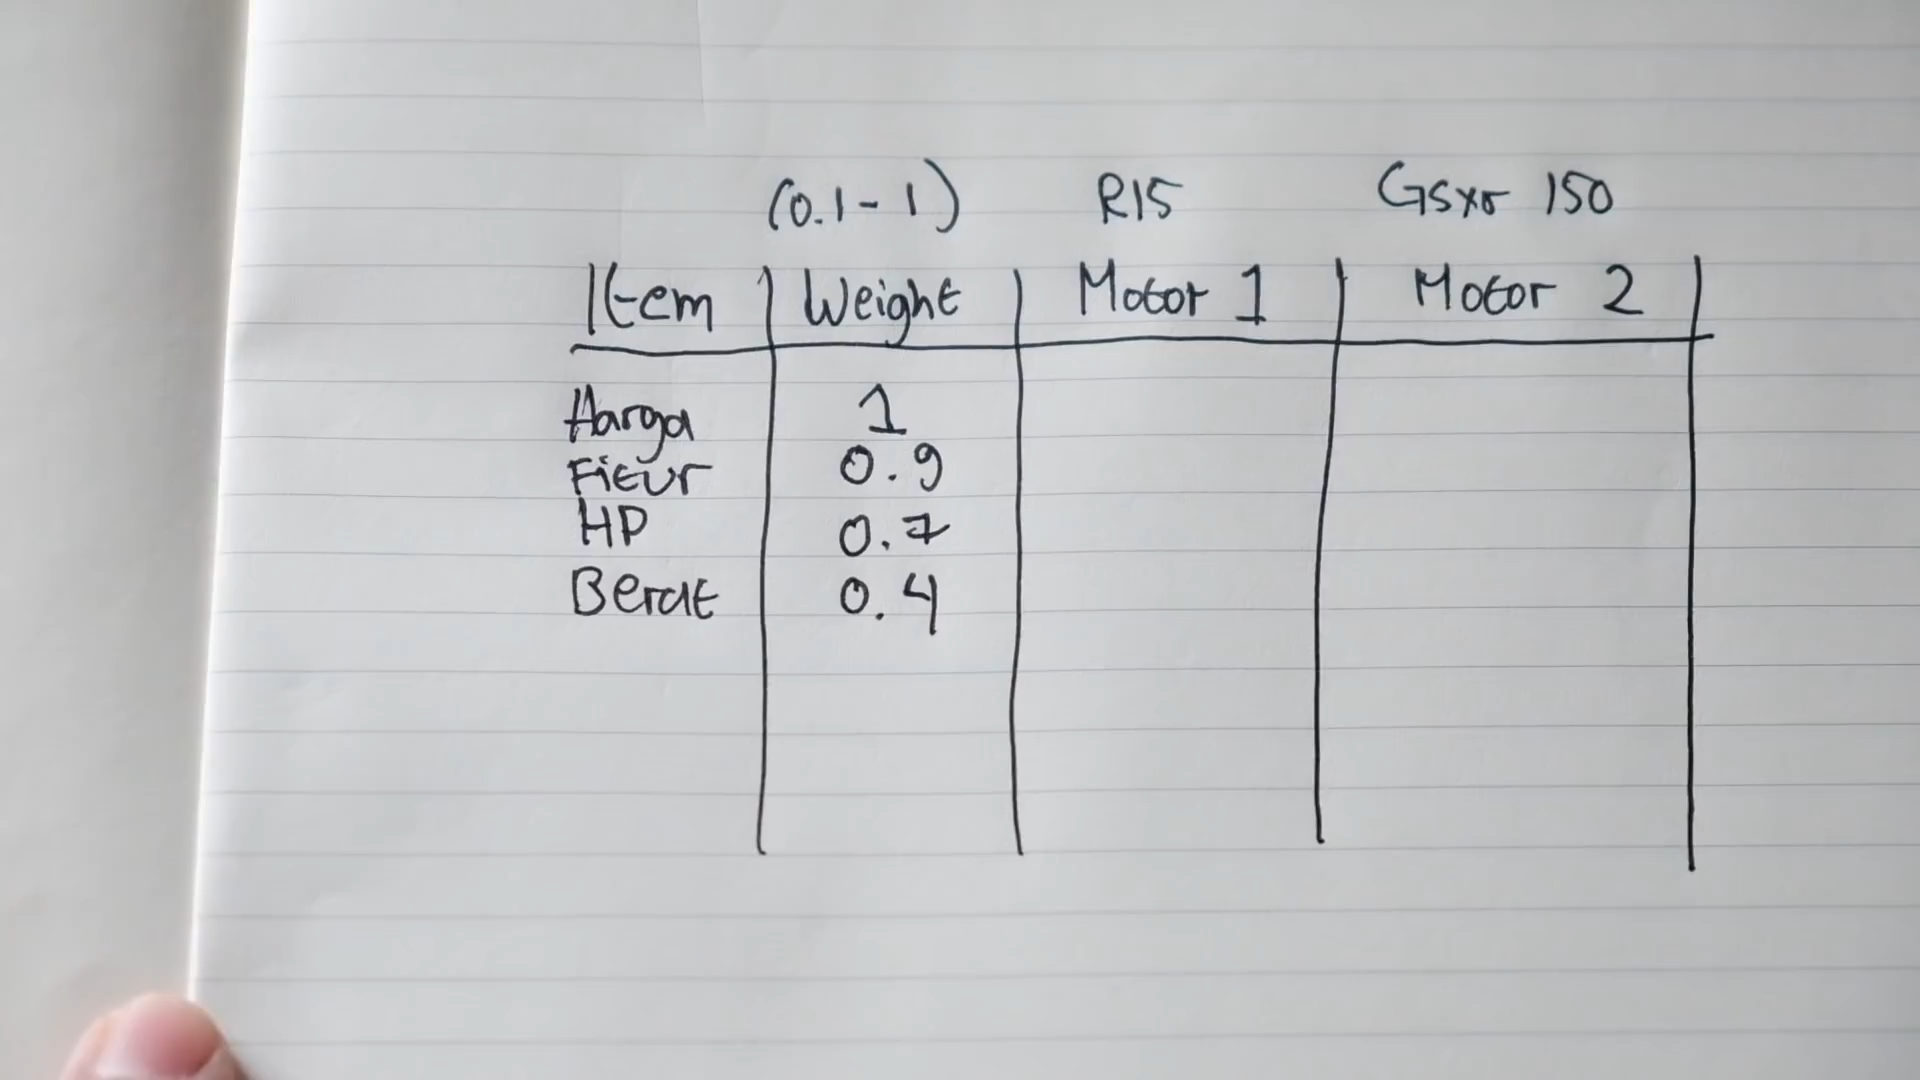 (0.1-1) R15 Gsxr 150
Item Weight Motor 1 Motor 2
Harga 1
Fitur 0.9
HP 0.7
Berat 0.4